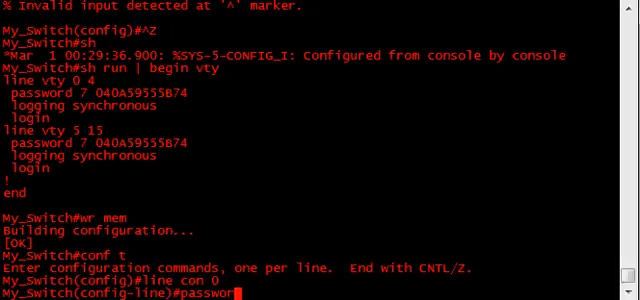 % Invalid input detected at '^' marker.
My_Switch(config)#^Z
My_Switch#sh
*Mar  1 00:29:36.900: %SYS-5-CONFIG_I: Configured from console by console
My_Switch#sh run | begin vty
line vty 0 4
 password 7 040A59555B74
 logging synchronous
 login
line vty 5 15
 password 7 040A59555B74
 logging synchronous
 login
!
end
My_Switch#wr mem
Building configuration...
[OK]
My_Switch#conf t
Enter configuration commands, one per line.  End with CNTL/Z.
My_Switch(config)#line con 0
My_Switch(config-line)#passwor